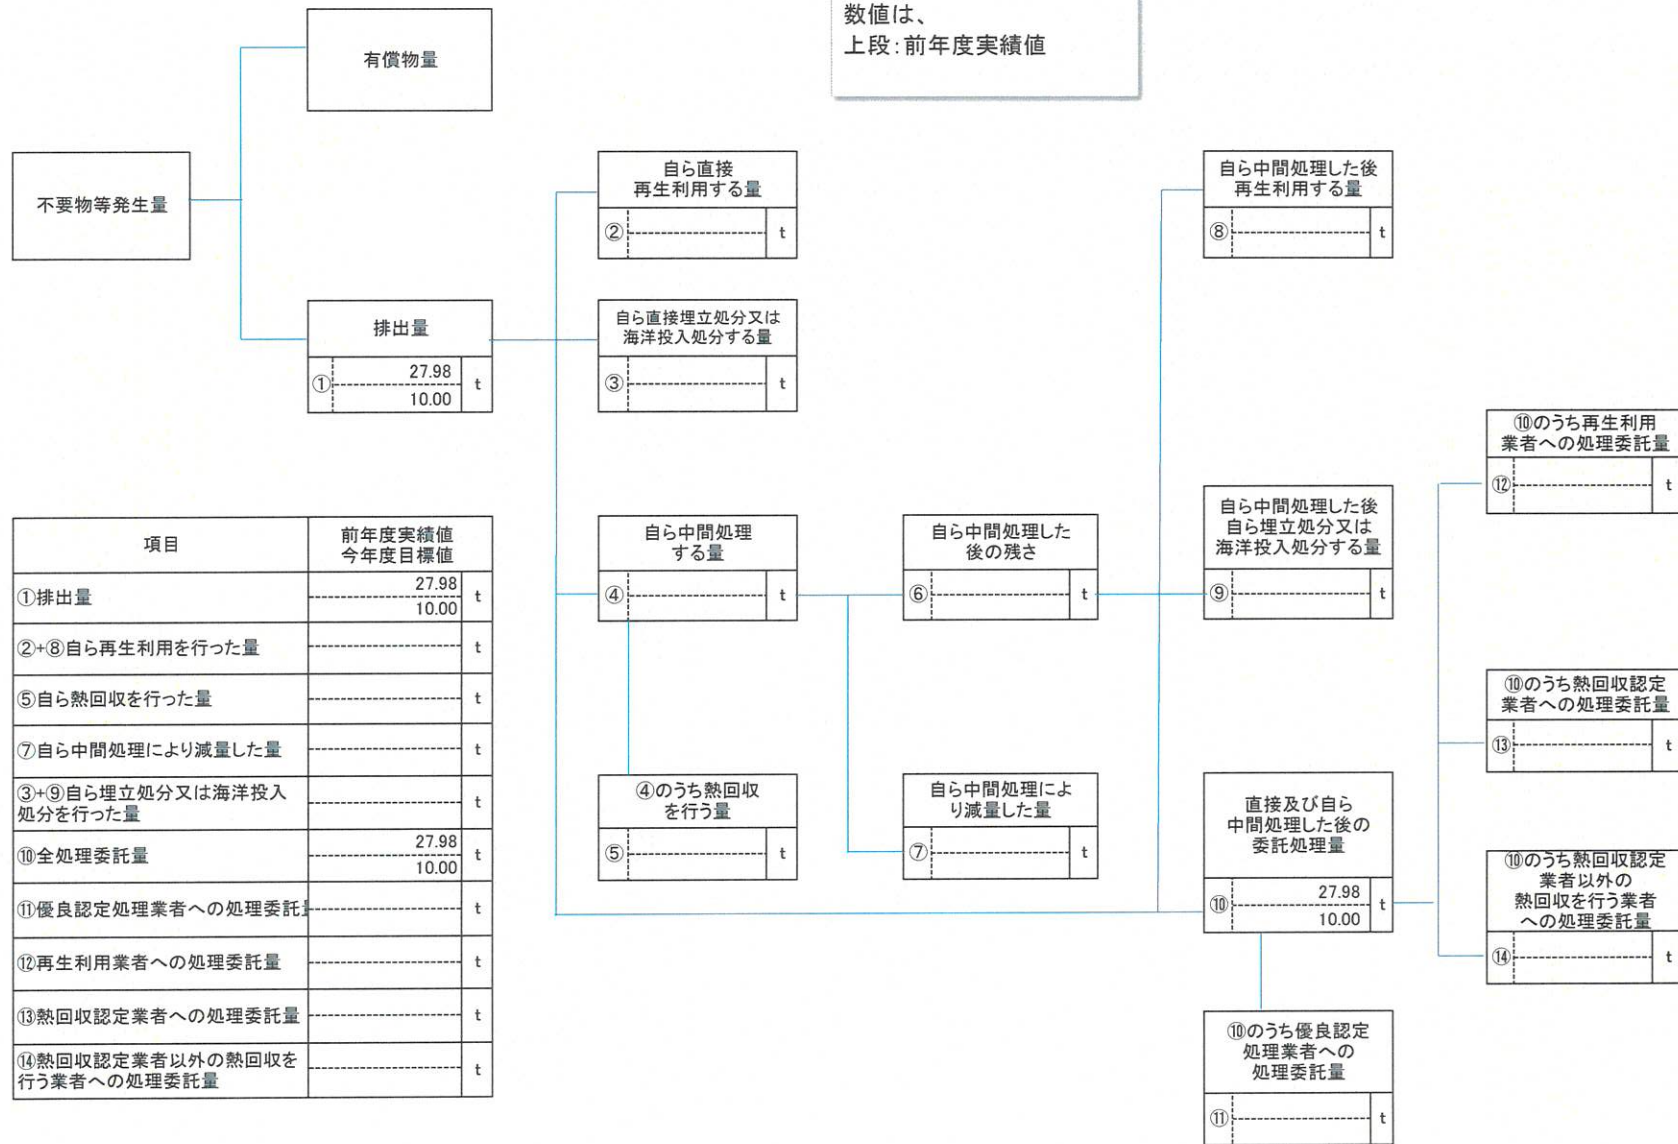 数値は、
上段:前年度実績値
有償物量
不要物等発生量
排出量
①
27.98
10.00
t
自ら直接
再生利用する量
②
t
自ら直接埋立処分又は
海洋投入処分する量
③
t
自ら中間処理
する量
④
t
④のうち熱回収
を行う量
⑤
t
自ら中間処理した
後の残さ
⑥
t
自ら中間処理によ
り減量した量
⑦
t
自ら中間処理した後
再生利用する量
⑧
t
自ら中間処理した後
自ら埋立処分又は
海洋投入処分する量
⑨
t
直接及び自ら
中間処理した後の
委託処理量
⑩
27.98
10.00
t
⑩のうち優良認定
処理業者への
処理委託量
⑪
t
⑩のうち再生利用
業者への処理委託量
⑫
t
⑩のうち熱回収認定
業者への処理委託量
⑬
t
⑩のうち熱回収認定
業者以外の
熱回収を行う業者
への処理委託量
⑭
t
項目
前年度実績値
今年度目標値
①排出量
27.98
10.00
t
②+⑧自ら再生利用を行った量
t
⑤自ら熱回収を行った量
t
⑦自ら中間処理により減量した量
t
③+⑨自ら埋立処分又は海洋投入
処分を行った量
t
⑩全処理委託量
27.98
10.00
t
⑪優良認定処理業者への処理委託
t
⑫再生利用業者への処理委託量
t
⑬熱回収認定業者への処理委託量
t
⑭熱回収認定業者以外の熱回収を
行う業者への処理委託量
t